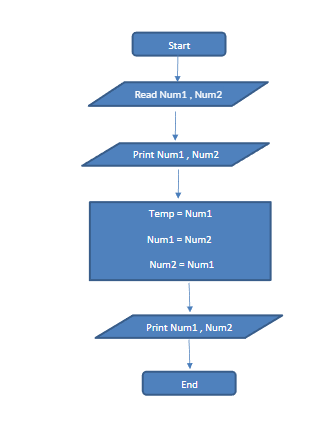 Start
Read Num1 , Num2
Print Num1 , Num2
Temp = Num1
Num1 = Num2
Num2 = Num1
Print Num1 , Num2
End